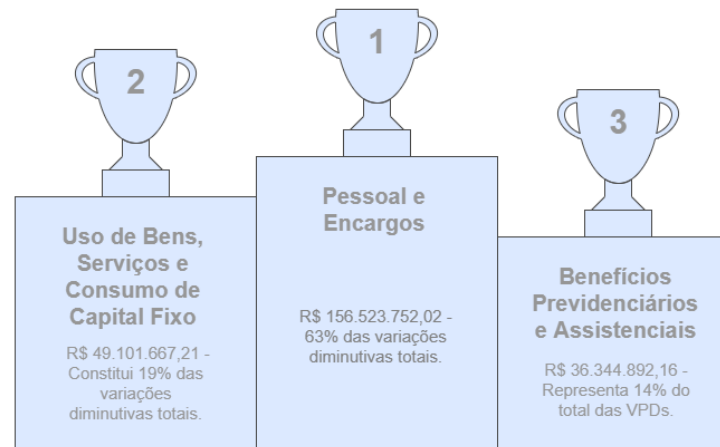 1
2
3
Pessoal e
Encargos
R$ 156.523.752,02 -
63% das variações
diminutivas totais.
Uso de Bens,
Serviços e
Consumo de
Capital Fixo
R$ 49.101.667,21 -
Constitui 19% das
variações
diminutivas totais.
Benefícios
Previdenciários
e Assistenciais
R$ 36.344.892,16 -
Representa 14% do
total das VPDs.